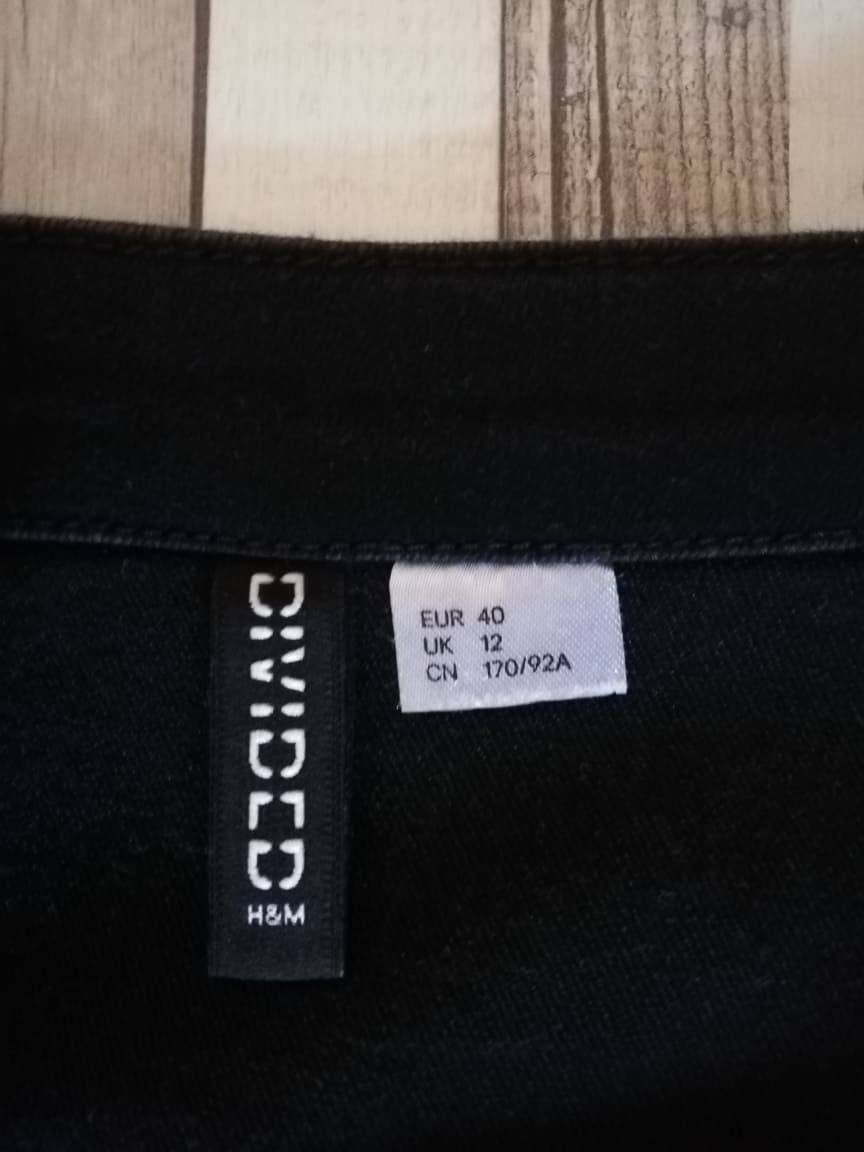 DIVIDED
H&M
EUR 40
UK 12
CN 170/92A